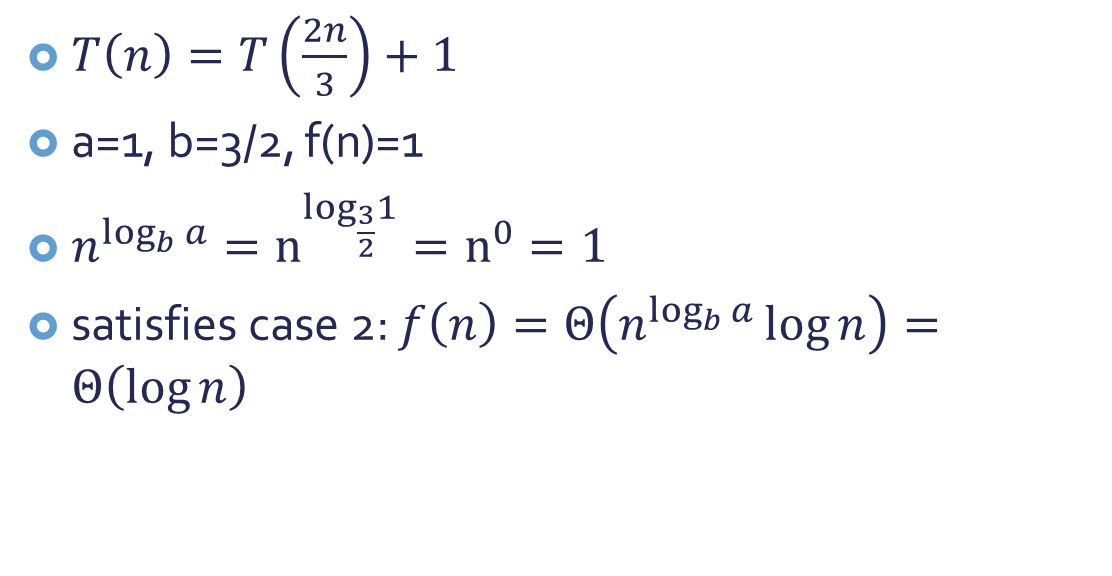 T(n) = T(2n/3) + 1
a=1, b=3/2, f(n)=1
n^{log_b a} = n^{log_{3/2} 1} = n^0 = 1
satisfies case 2: f(n) = Θ(n^{log_b a} log n) =
Θ(log n)